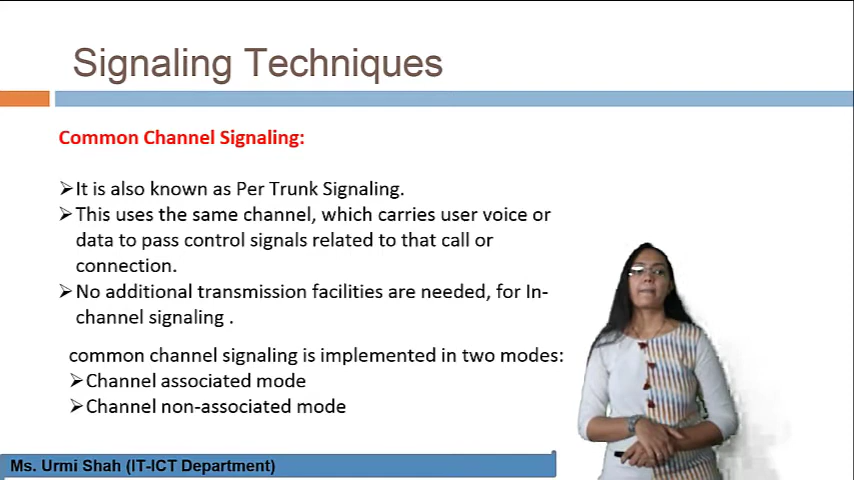 Signaling Techniques
Common Channel Signaling:
➢It is also known as Per Trunk Signaling.
➢This uses the same channel, which carries user voice or
data to pass control signals related to that call or
connection.
➢No additional transmission facilities are needed, for In-
channel signaling .
common channel signaling is implemented in two modes:
➢Channel associated mode
➢Channel non-associated mode
Ms. Urmi Shah (IT-ICT Department)